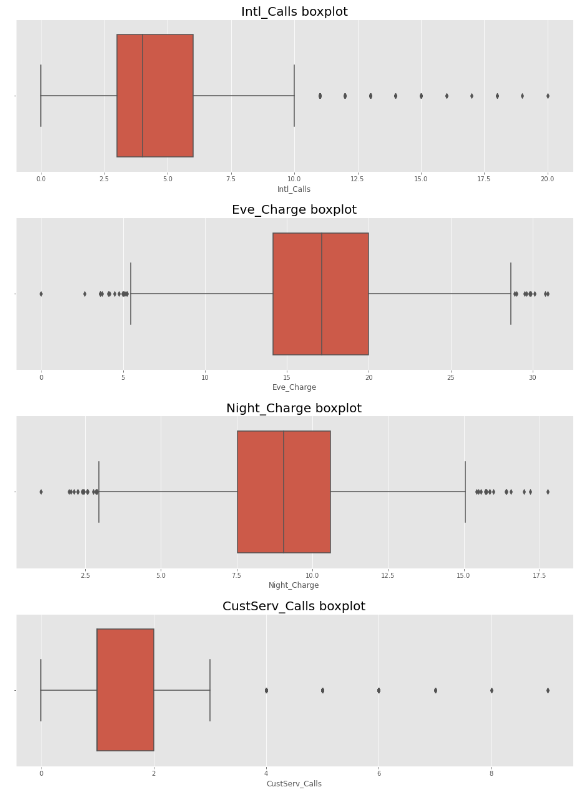 Intl_Calls boxplot
0.0 2.5 5.0 7.5 10.0 12.5 15.0 17.5 20.0
Intl_Calls
Eve_Charge boxplot
0 5 10 15 20 25 30
Eve_Charge
Night_Charge boxplot
2.5 5.0 7.5 10.0 12.5 15.0 17.5
Night_Charge
CustServ_Calls boxplot
0 2 4 6 8
CustServ_Calls